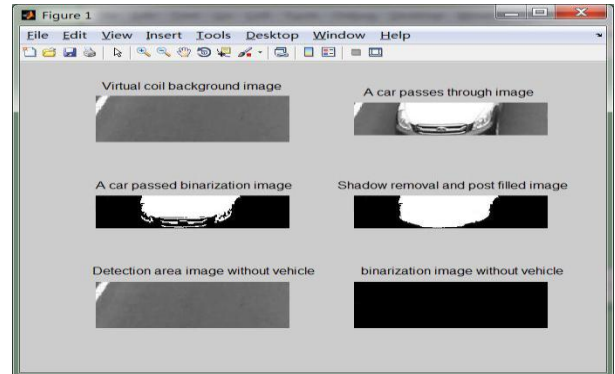 Figure 1
File Edit View Insert Tools Desktop Window Help
Virtual coil background image
A car passes through image
A car passed binarization image
Shadow removal and post filled image
Detection area image without vehicle
binarization image without vehicle